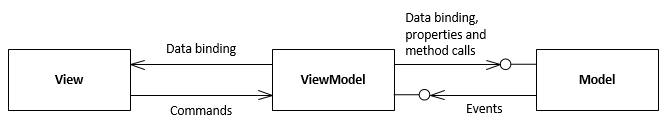 Data binding,
properties and
method calls
Data binding
View
ViewModel
Model
Commands
Events